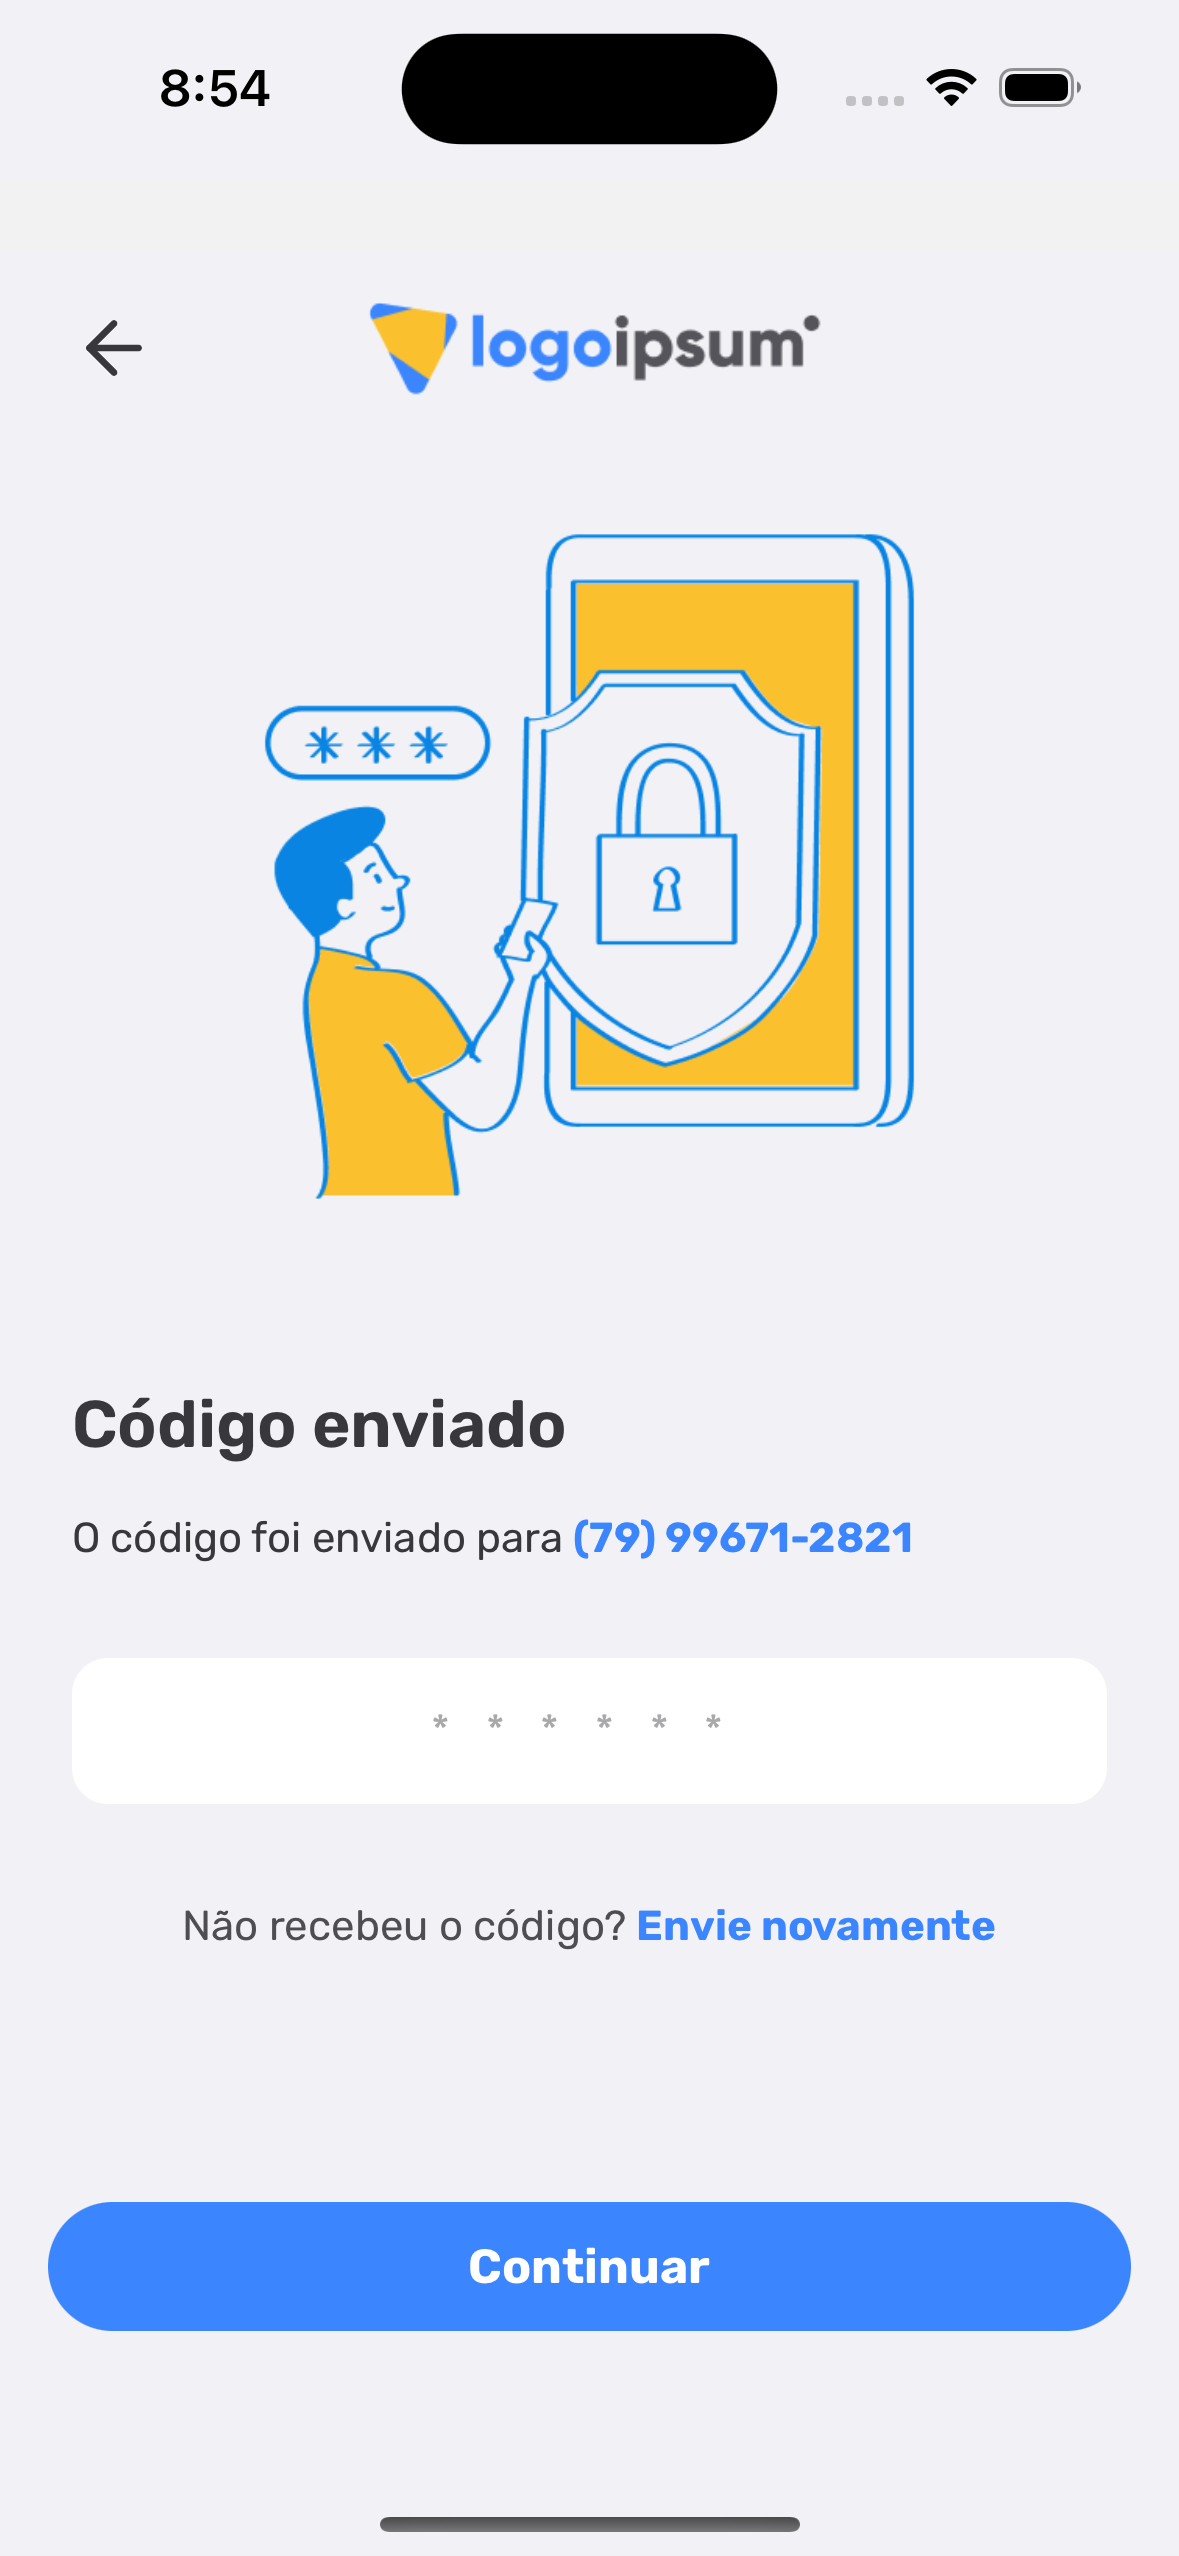 8:54
logoipsum
* * *
Código enviado
O código foi enviado para (79) 99671-2821
* * * * * *
Não recebeu o código? Envie novamente
Continuar